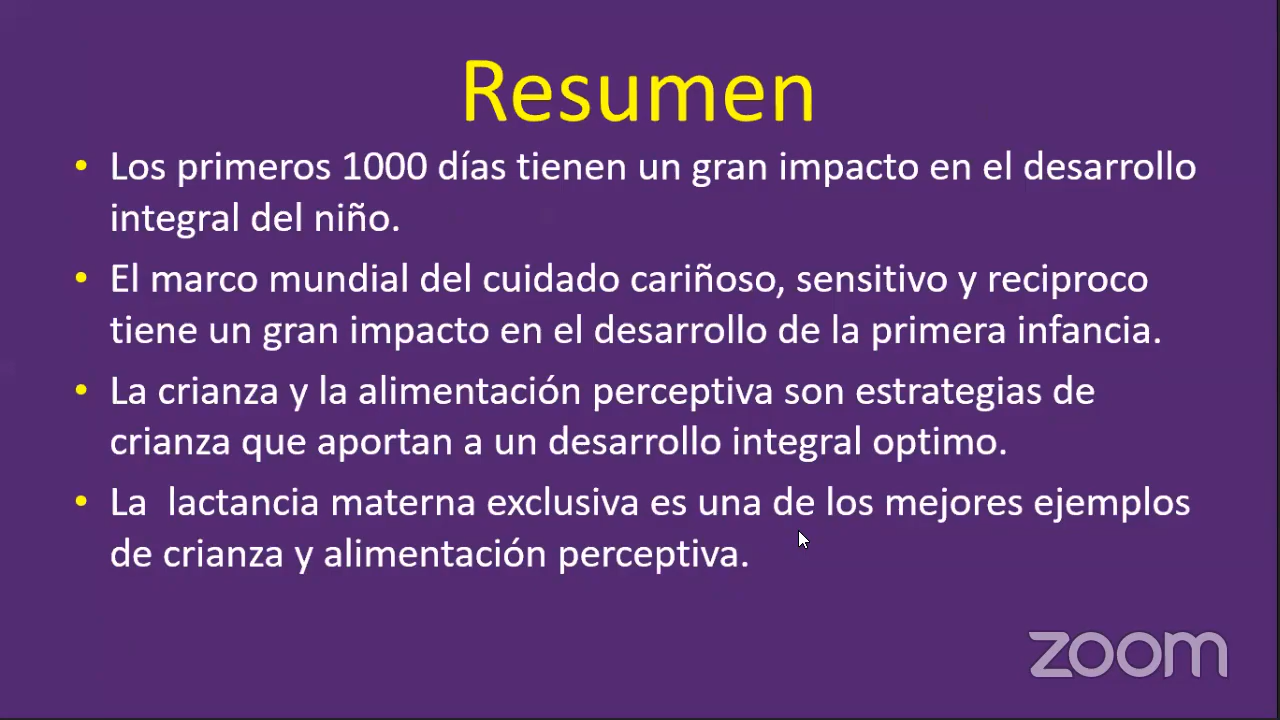 Resumen
• Los primeros 1000 días tienen un gran impacto en el desarrollo
integral del niño.
• El marco mundial del cuidado cariñoso, sensitivo y reciproco
tiene un gran impacto en el desarrollo de la primera infancia.
• La crianza y la alimentación perceptiva son estrategias de
crianza que aportan a un desarrollo integral optimo.
• La lactancia materna exclusiva es una de los mejores ejemplos
de crianza y alimentación perceptiva.
zoom